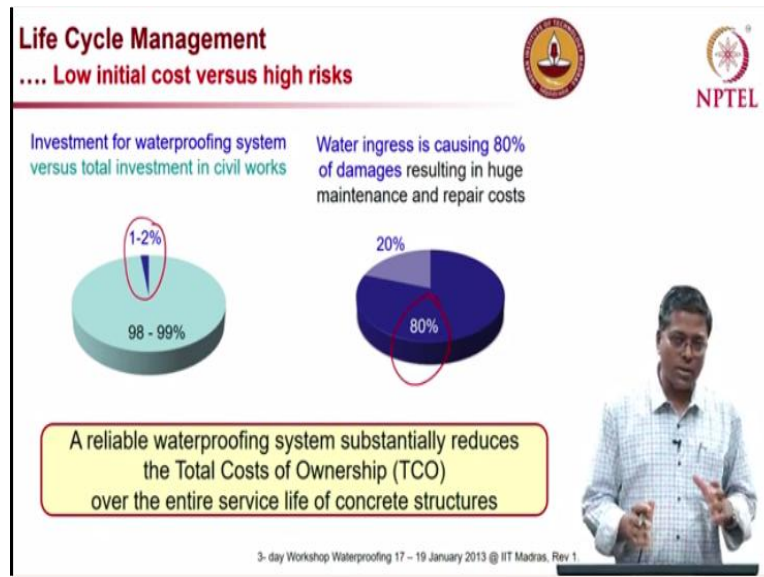 Life Cycle Management
.... Low initial cost versus high risks
NPTEL
Investment for waterproofing system
versus total investment in civil works
Water ingress is causing 80%
of damages resulting in huge
maintenance and repair costs
1-2%
98 - 99%
20%
80%
A reliable waterproofing system substantially reduces
the Total Costs of Ownership (TCO)
over the entire service life of concrete structures
3- day Workshop Waterproofing 17 – 19 January 2013 @ IIT Madras, Rev 1.